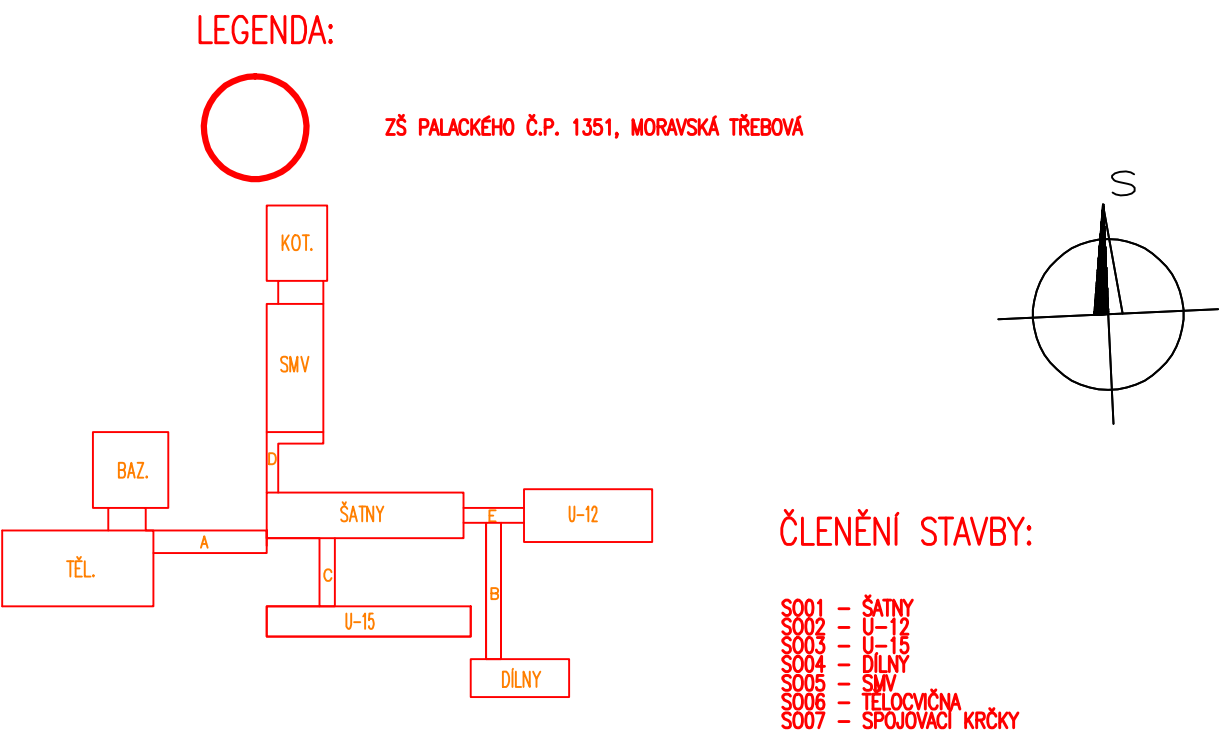 LEGENDA:
ZŠ PALACKÉHO Č.P. 1351, MORAVSKÁ TŘEBOVÁ
S
KOT.
SMV
D
BAZ.
ŠATNY
E
U-12
A
TĚL.
C
B
U-15
DÍLNY
ČLENĚNÍ STAVBY:
SO01 - ŠATNY
SO02 - U-12
SO03 - U-15
SO04 - DÍLNY
SO05 - SMV
SO06 - TĚLOCVIČNA
SO07 - SPOJOVACÍ KRČKY